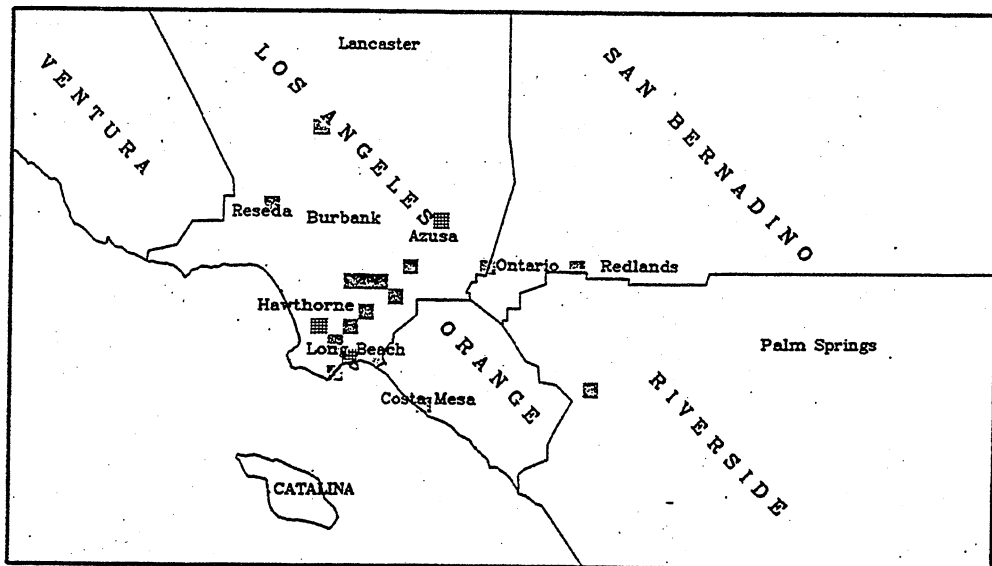 Lancaster
VENTURA
LOS ANGELES
SAN BERNADINO
Reseda
Burbank
Azusa
Ontario
Redlands
Hawthorne
Long Beach
ORANGE
Palm Springs
Costa Mesa
RIVERSIDE
CATALINA